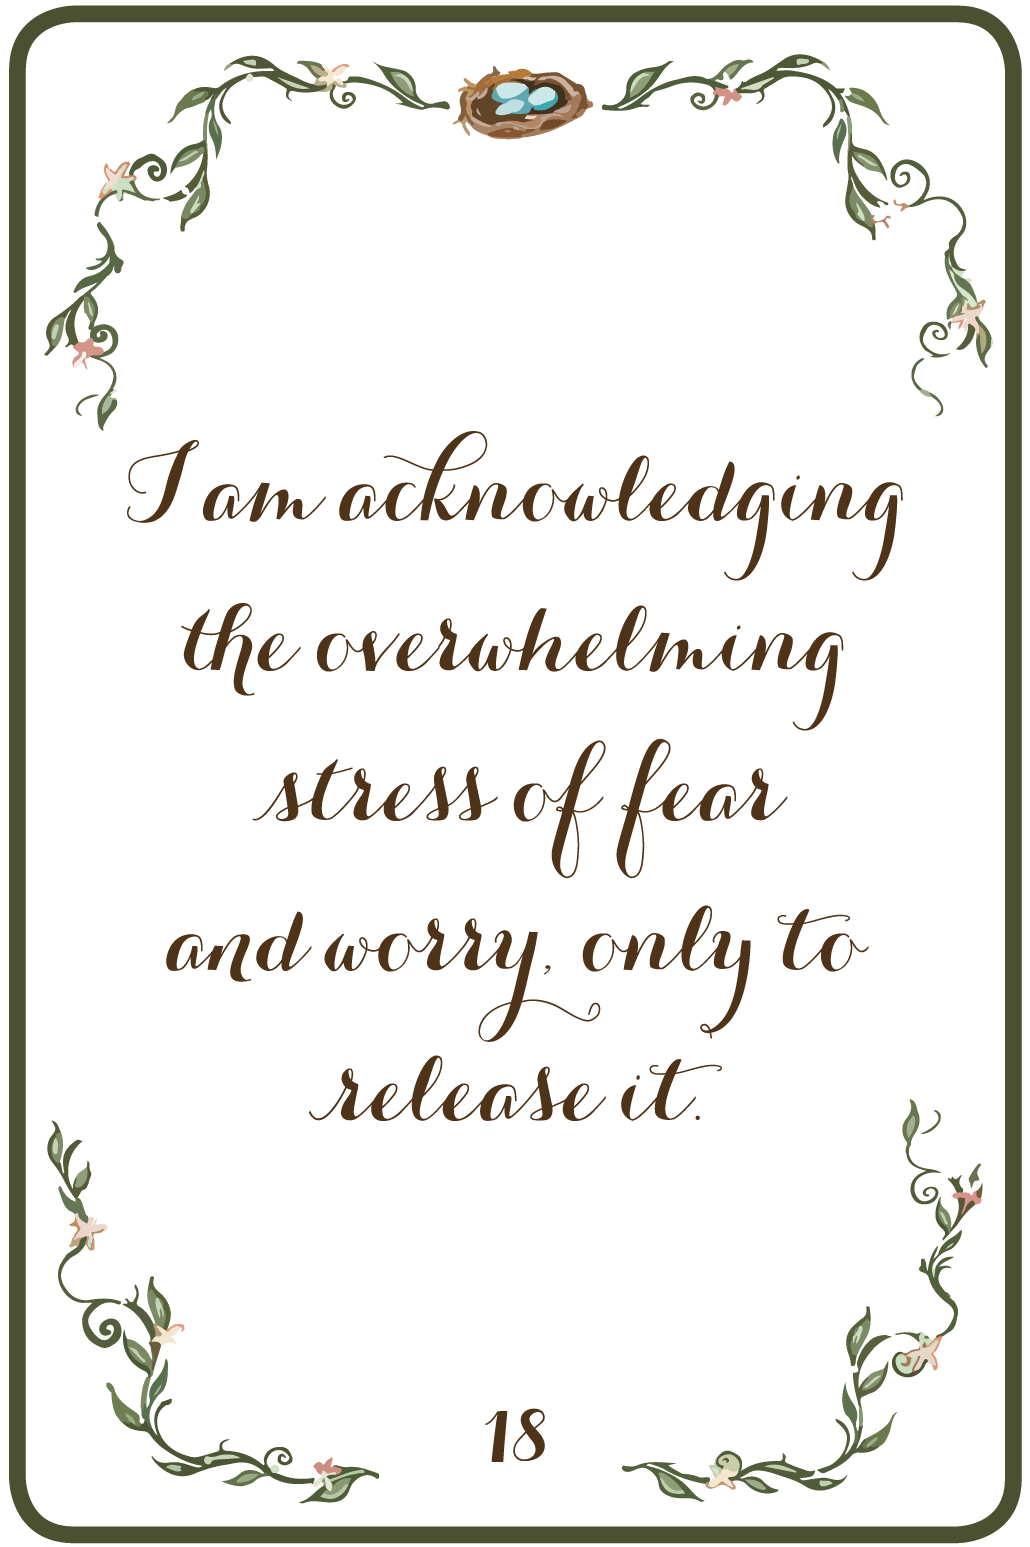 I am acknowledging
the overwhelming
stress of fear
and worry, only to
release it.
18